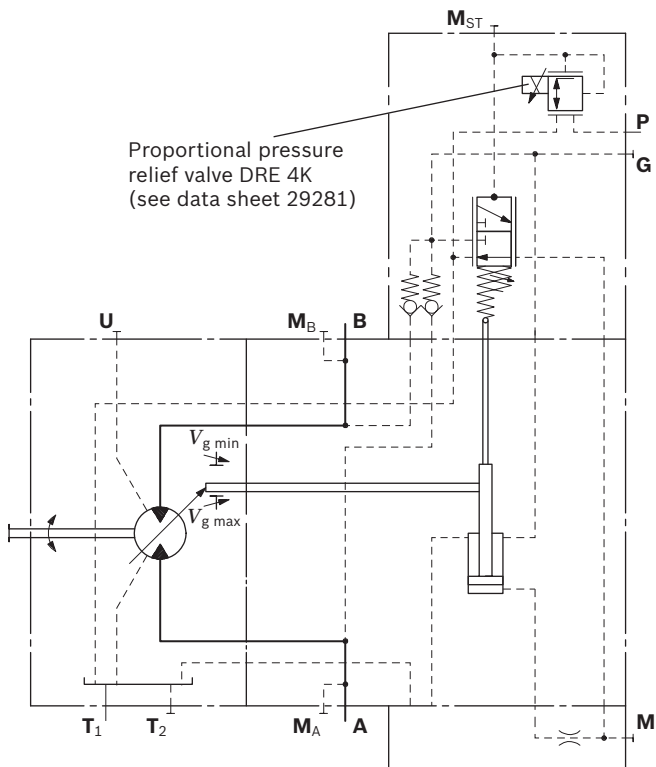 M_ST
P
G
Proportional pressure
relief valve DRE 4K
(see data sheet 29281)
U
M_B B
V_g min
V_g max
T_1 T_2 M_A A
M